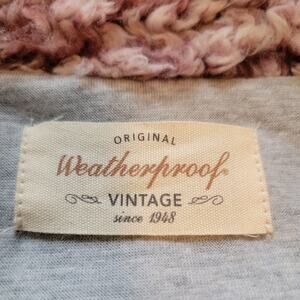 ORIGINAL
Weatherproof®
VINTAGE
since 1948